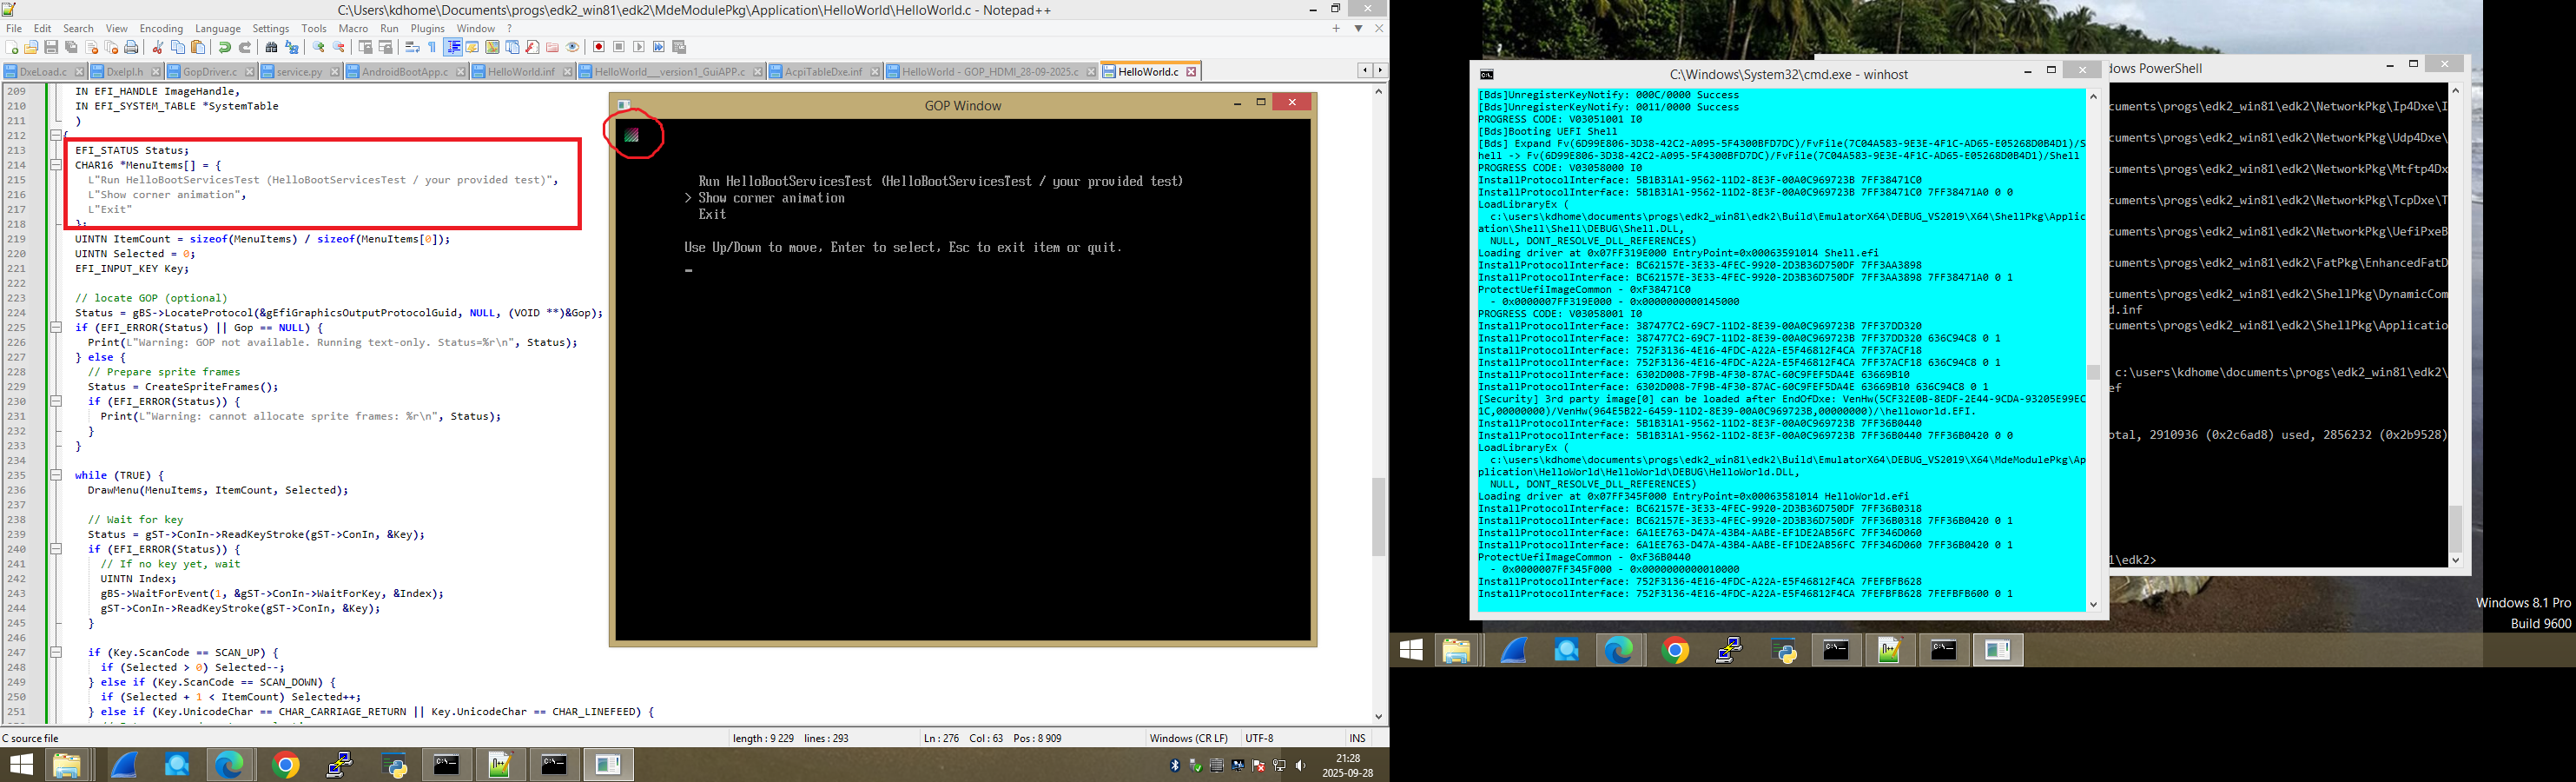 C:\Users\kdhome\Documents\progs\edk2_win81\edk2\MdeModulePkg\Application\HelloWorld\HelloWorld.c - Notepad++
File Edit Search View Encoding Language Settings Tools Macro Run Plugins Window ?
DxeLoad.c
DxeIpl.h
GopDriver.c
service.py
AndroidBootApp.c
HelloWorld.inf
HelloWorld___version1_GuiAPP.c
AcpiTableDxe.inf
HelloWorld - GOP_HDMI_28-09-2025.c
HelloWorld.c
209 IN EFI_HANDLE ImageHandle,
210 IN EFI_SYSTEM_TABLE *SystemTable
211 )
212 {
213 EFI_STATUS Status;
214 CHAR16 *MenuItems[] = {
215 L"Run HelloBootServicesTest (HelloBootServicesTest / your provided test)",
216 L"Show corner animation",
217 L"Exit"
218 };
219 UINTN ItemCount = sizeof(MenuItems) / sizeof(MenuItems[0]);
220 UINTN Selected = 0;
221 EFI_INPUT_KEY Key;
222
223 // locate GOP (optional)
224 Status = gBS->LocateProtocol(&gEfiGraphicsOutputProtocolGuid, NULL, (VOID **)&Gop);
225 if (EFI_ERROR(Status) || Gop == NULL) {
226 Print(L"Warning: GOP not available. Running text-only. Status=%r\n", Status);
227 } else {
228 // Prepare sprite frames
229 Status = CreateSpriteFrames();
230 if (EFI_ERROR(Status)) {
231 Print(L"Warning: cannot allocate sprite frames: %r\n", Status);
232 }
233 }
234
235 while (TRUE) {
236 DrawMenu(MenuItems, ItemCount, Selected);
237
238 // Wait for key
239 Status = gST->ConIn->ReadKeyStroke(gST->ConIn, &Key);
240 if (EFI_ERROR(Status)) {
241 // If no key yet, wait
242 UINTN Index;
243 gBS->WaitForEvent(1, &gST->ConIn->WaitForKey, &Index);
244 gST->ConIn->ReadKeyStroke(gST->ConIn, &Key);
245 }
246
247 if (Key.ScanCode == SCAN_UP) {
248 if (Selected > 0) Selected--;
249 } else if (Key.ScanCode == SCAN_DOWN) {
250 if (Selected + 1 < ItemCount) Selected++;
251 } else if (Key.UnicodeChar == CHAR_CARRIAGE_RETURN || Key.UnicodeChar == CHAR_LINEFEED) {
C source file
length : 9 229 lines : 293
Ln : 276 Col : 63 Pos : 8 909
Windows (CR LF)
UTF-8
INS
21:28
2025-09-28
GOP Window
Run HelloBootServicesTest (HelloBootServicesTest / your provided test)
> Show corner animation
Exit
Use Up/Down to move, Enter to select, Esc to exit item or quit.
C:\Windows\System32\cmd.exe - winhost
[Bds]UnregisterKeyNotify: 000C/0000 Success
[Bds]UnregisterKeyNotify: 0011/0000 Success
PROGRESS CODE: V03051001 I0
[Bds]Booting UEFI Shell
[Bds] Expand Fv(6D99E806-3D38-42C2-A095-5F4300BFD7DC)/FvFile(7C04A583-9E3E-4F1C-AD65-E05268D0B4D1)/S
hell -> Fv(6D99E806-3D38-42C2-A095-5F4300BFD7DC)/FvFile(7C04A583-9E3E-4F1C-AD65-E05268D0B4D1)/Shell
PROGRESS CODE: V03058000 I0
InstallProtocolInterface: 5B1B31A1-9562-11D2-8E3F-00A0C969723B 7FF38471C0
InstallProtocolInterface: 5B1B31A1-9562-11D2-8E3F-00A0C969723B 7FF38471C0 7FF38471A0 0 0
LoadLibraryEx (
c:\users\kdhome\documents\progs\edk2_win81\edk2\Build\EmulatorX64\DEBUG_VS2019\X64\ShellPkg\Applic
ation\Shell\Shell\DEBUG\Shell.DLL,
NULL, DONT_RESOLVE_DLL_REFERENCES)
Loading driver at 0x07FF319E000 EntryPoint=0x00063591014 Shell.efi
InstallProtocolInterface: BC62157E-3E33-4FEC-9920-2D3B36D750DF 7FF3AA3898
InstallProtocolInterface: BC62157E-3E33-4FEC-9920-2D3B36D750DF 7FF3AA3898 7FF38471A0 0 1
ProtectUefiImageCommon - 0xF38471C0
- 0x0000007FF319E000 - 0x0000000000145000
PROGRESS CODE: V03058001 I0
InstallProtocolInterface: 387477C2-69C7-11D2-8E39-00A0C969723B 7FF37DD320
InstallProtocolInterface: 387477C2-69C7-11D2-8E39-00A0C969723B 7FF37DD320 636C94C8 0 1
InstallProtocolInterface: 752F3136-4E16-4FDC-A22A-E5F46812F4CA 7FF37ACF18
InstallProtocolInterface: 752F3136-4E16-4FDC-A22A-E5F46812F4CA 7FF37ACF18 636C94C8 0 1
InstallProtocolInterface: 6302D008-7F9B-4F30-87AC-60C9FEF5DA4E 63669B10
InstallProtocolInterface: 6302D008-7F9B-4F30-87AC-60C9FEF5DA4E 63669B10 636C94C8 0 1
[Security] 3rd party image[0] can be loaded after EndOfDxe: VenHw(5CF32E0B-8EDF-2E44-9CDA-93205E99EC
1C,00000000)/VenHw(964E5B22-6459-11D2-8E39-00A0C969723B,00000000)/\helloworld.EFI.
InstallProtocolInterface: 5B1B31A1-9562-11D2-8E3F-00A0C969723B 7FF36B0440
InstallProtocolInterface: 5B1B31A1-9562-11D2-8E3F-00A0C969723B 7FF36B0440 7FF36B0420 0 0
LoadLibraryEx (
c:\users\kdhome\documents\progs\edk2_win81\edk2\Build\EmulatorX64\DEBUG_VS2019\X64\MdeModulePkg\Ap
plication\HelloWorld\HelloWorld\DEBUG\HelloWorld.DLL,
NULL, DONT_RESOLVE_DLL_REFERENCES)
Loading driver at 0x07FF345F000 EntryPoint=0x00063581014 HelloWorld.efi
InstallProtocolInterface: BC62157E-3E33-4FEC-9920-2D3B36D750DF 7FF36B0318
InstallProtocolInterface: BC62157E-3E33-4FEC-9920-2D3B36D750DF 7FF36B0318 7FF36B0420 0 1
InstallProtocolInterface: 6A1EE763-D47A-43B4-AABE-EF1DE2AB56FC 7FF346D060
InstallProtocolInterface: 6A1EE763-D47A-43B4-AABE-EF1DE2AB56FC 7FF346D060 7FF36B0420 0 1
ProtectUefiImageCommon - 0xF36B0440
- 0x0000007FF345F000 - 0x0000000000010000
InstallProtocolInterface: 752F3136-4E16-4FDC-A22A-E5F46812F4CA 7FEFBFB628
InstallProtocolInterface: 752F3136-4E16-4FDC-A22A-E5F46812F4CA 7FEFBFB628 7FEFBFB600 0 1
dows PowerShell
cuments\progs\edk2_win81\edk2\NetworkPkg\Ip4Dxe\I
cuments\progs\edk2_win81\edk2\NetworkPkg\Udp4Dxe\
cuments\progs\edk2_win81\edk2\NetworkPkg\Mtftp4Dx
cuments\progs\edk2_win81\edk2\NetworkPkg\TcpDxe\T
cuments\progs\edk2_win81\edk2\NetworkPkg\UefiPxeB
cuments\progs\edk2_win81\edk2\FatPkg\EnhancedFatD
cuments\progs\edk2_win81\edk2\ShellPkg\DynamicCom
d.inf
cuments\progs\edk2_win81\edk2\ShellPkg\Applicatio
c:\users\kdhome\documents\progs\edk2_win81\edk2\
ef
otal, 2910936 (0x2c6ad8) used, 2856232 (0x2b9528)
1\edk2>
Windows 8.1 Pro
Build 9600